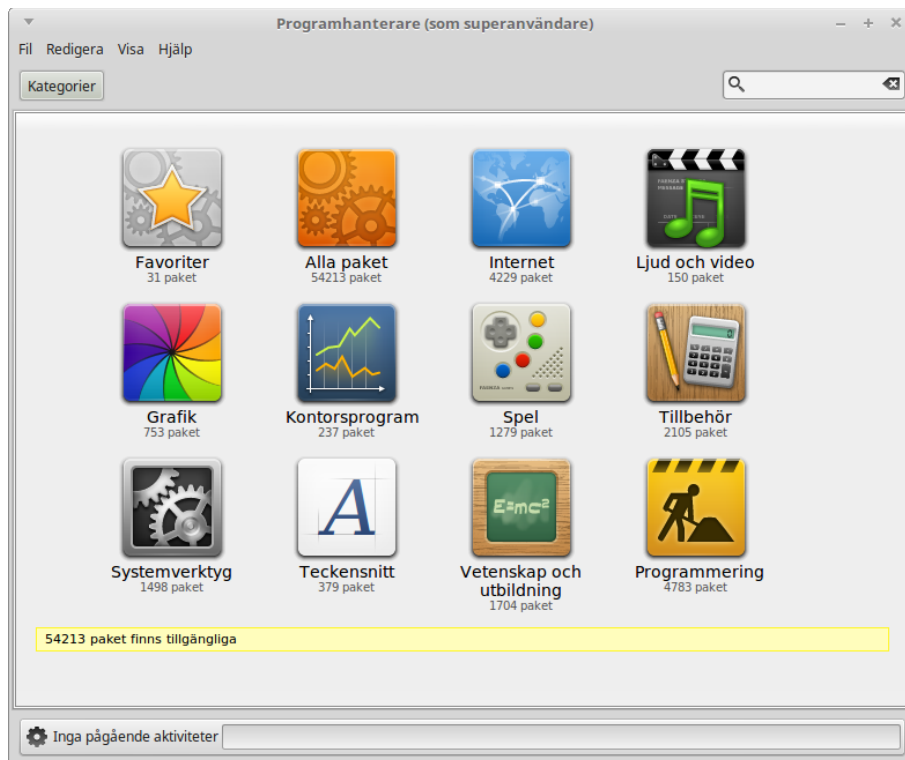 Programhanterare (som superanvändare)
Fil Redigera Visa Hjälp
Kategorier
Favoriter
31 paket
Alla paket
54213 paket
Internet
4229 paket
Ljud och video
150 paket
Grafik
753 paket
Kontorsprogram
237 paket
Spel
1279 paket
Tillbehör
2105 paket
Systemverktyg
1498 paket
Teckensnitt
379 paket
E=mc²
Vetenskap och
utbildning
1704 paket
Programmering
4783 paket
54213 paket finns tillgängliga
Inga pågående aktiviteter